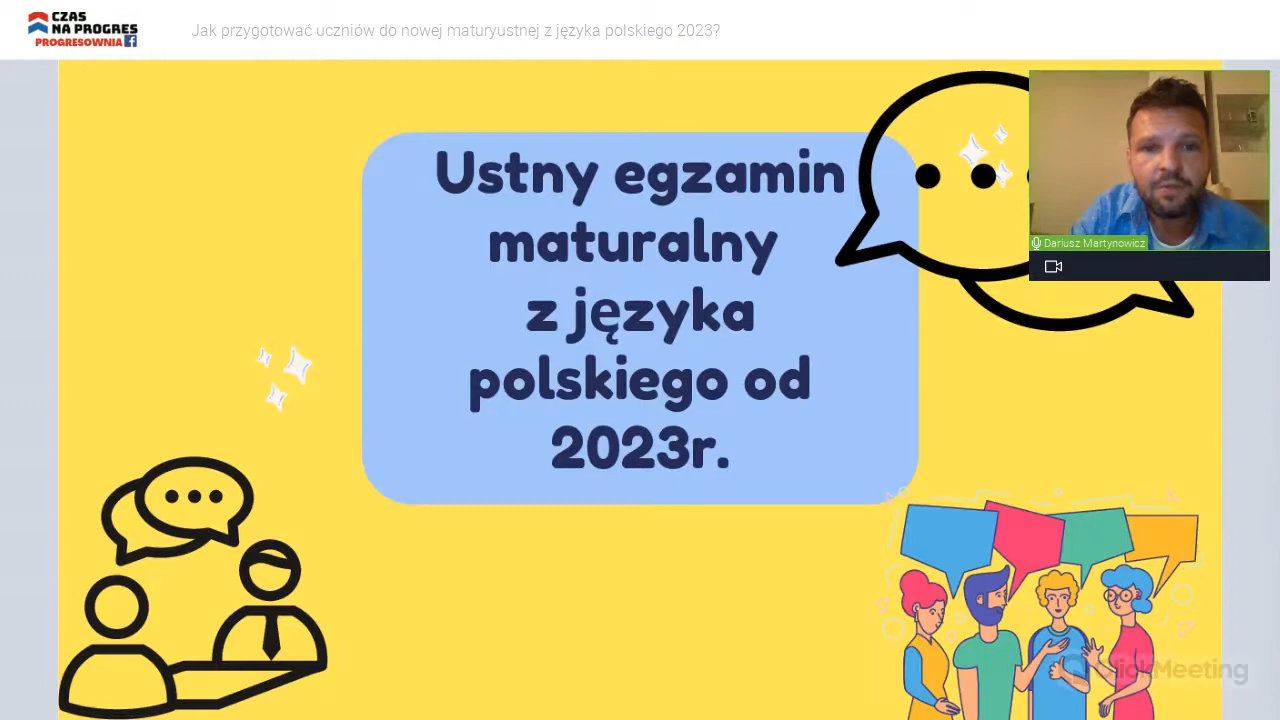 CZAS
NA PROGRES
PROGRESOWNIA f
Jak przygotować uczniów do nowej maturyustnej z języka polskiego 2023?
Ustny egzamin
maturalny
z języka
polskiego od
2023r.
Dariusz Martynowicz
ClickMeeting